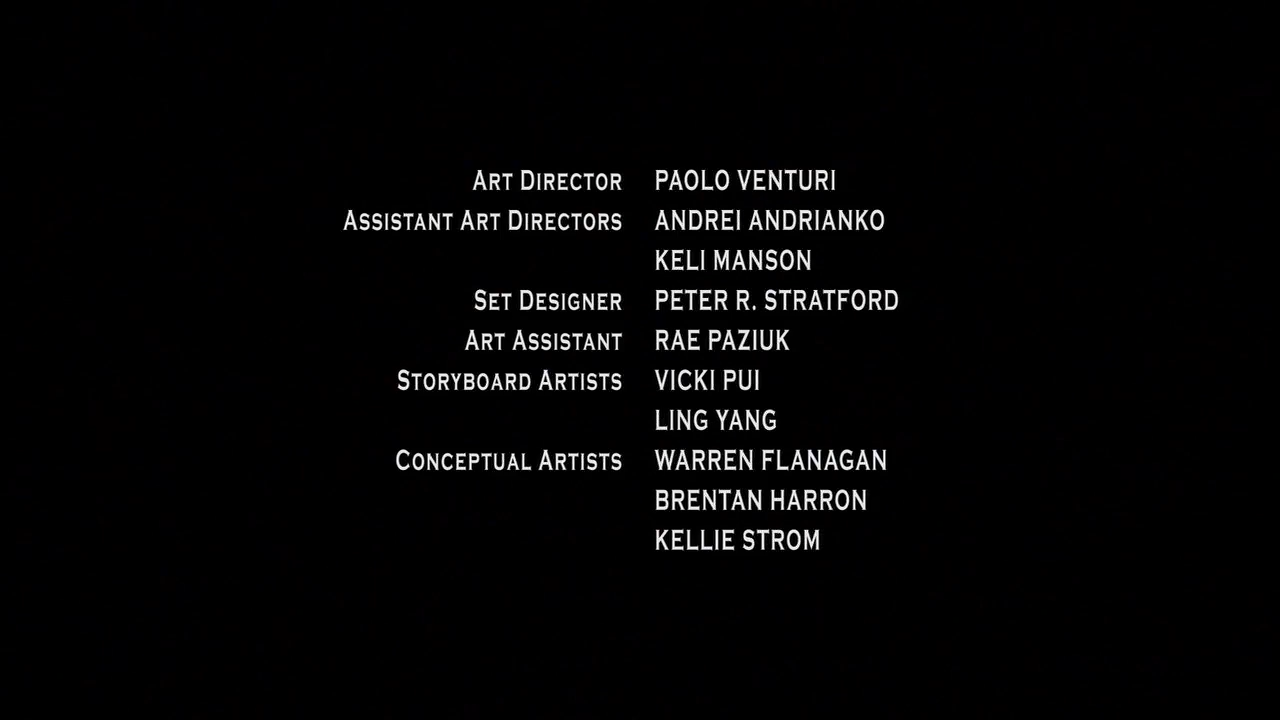 Art Director PAOLO VENTURI
Assistant Art Directors ANDREI ANDRIANKO
KELI MANSON
Set Designer PETER R. STRATFORD
Art Assistant RAE PAZIUK
Storyboard Artists VICKI PUI
LING YANG
Conceptual Artists WARREN FLANAGAN
BRENTAN HARRON
KELLIE STROM